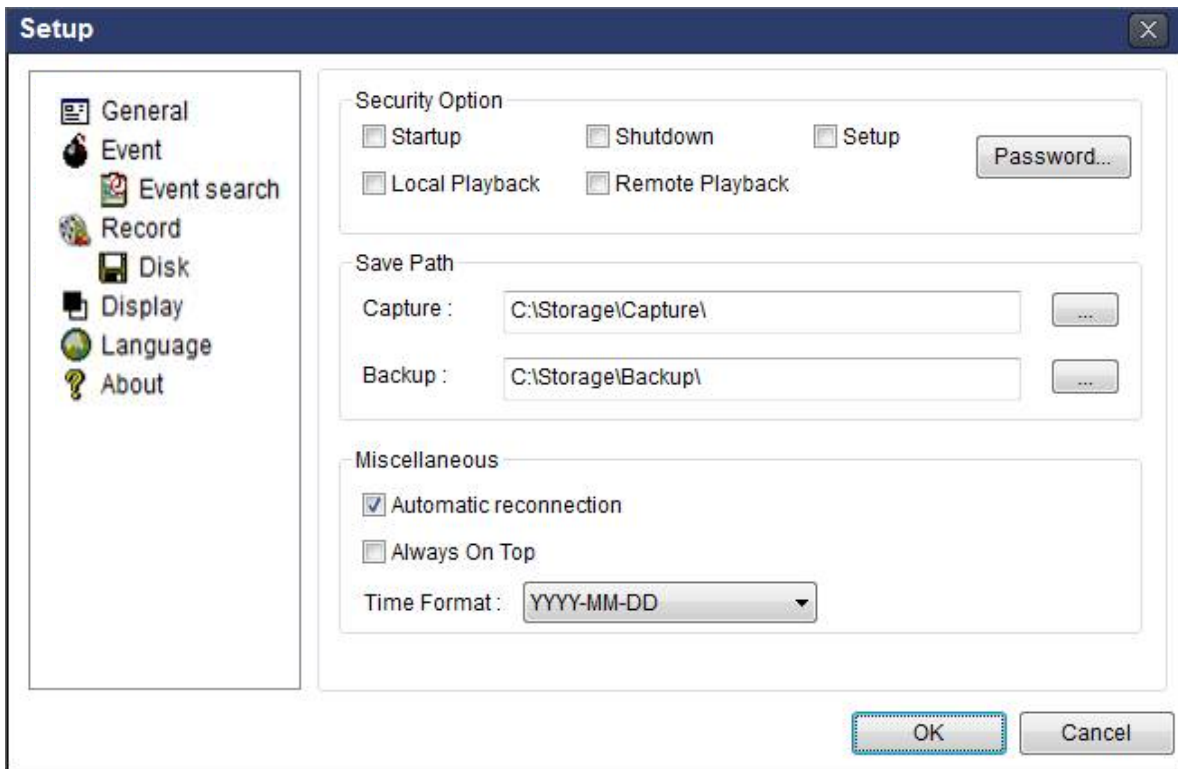 Setup
General
Event
Event search
Record
Disk
Display
Language
About
Security Option
Startup Shutdown Setup Password...
Local Playback Remote Playback
Save Path
Capture : C:\Storage\Capture\ ...
Backup : C:\Storage\Backup\ ...
Miscellaneous
Automatic reconnection
Always On Top
Time Format : YYYY-MM-DD
OK Cancel